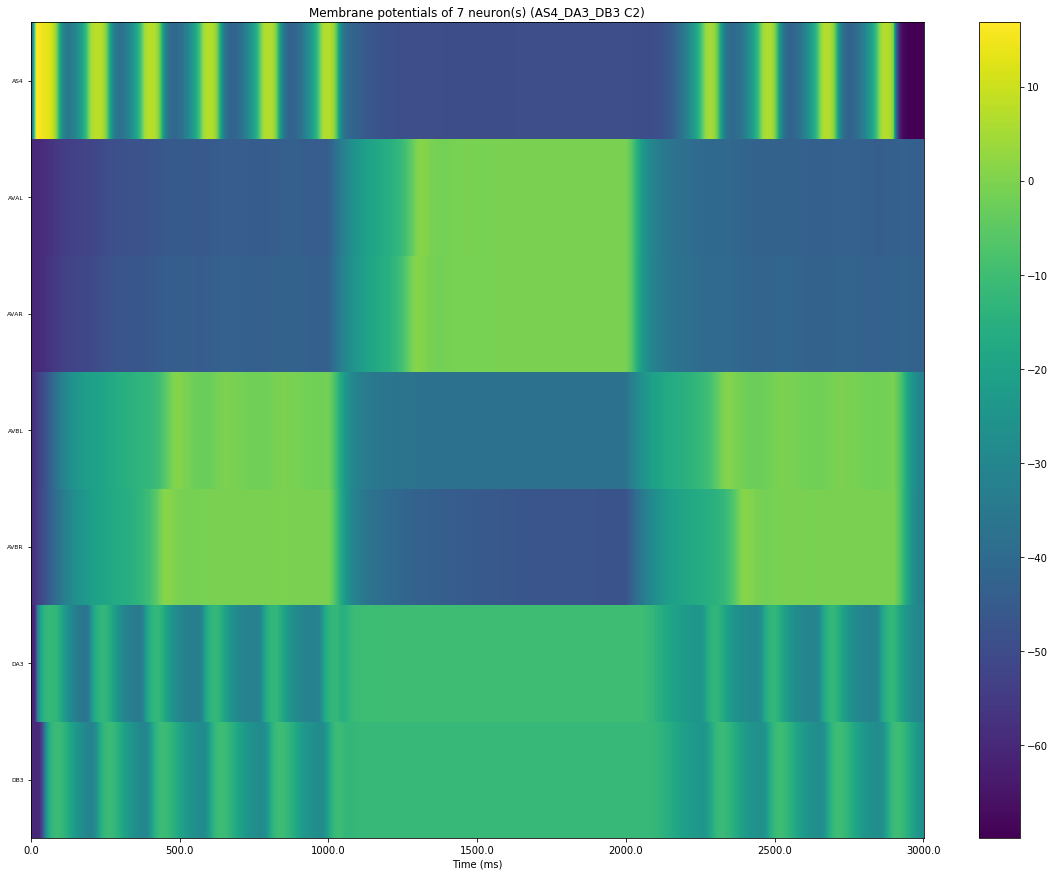 Membrane potentials of 7 neuron(s) (AS4_DA3_DB3 C2)
AS4
AVAL
AVAR
AVBL
AVBR
DA3
DB3
0.0 500.0 1000.0 1500.0 2000.0 2500.0 3000.0
Time (ms)
10
0
−10
−20
−30
−40
−50
−60